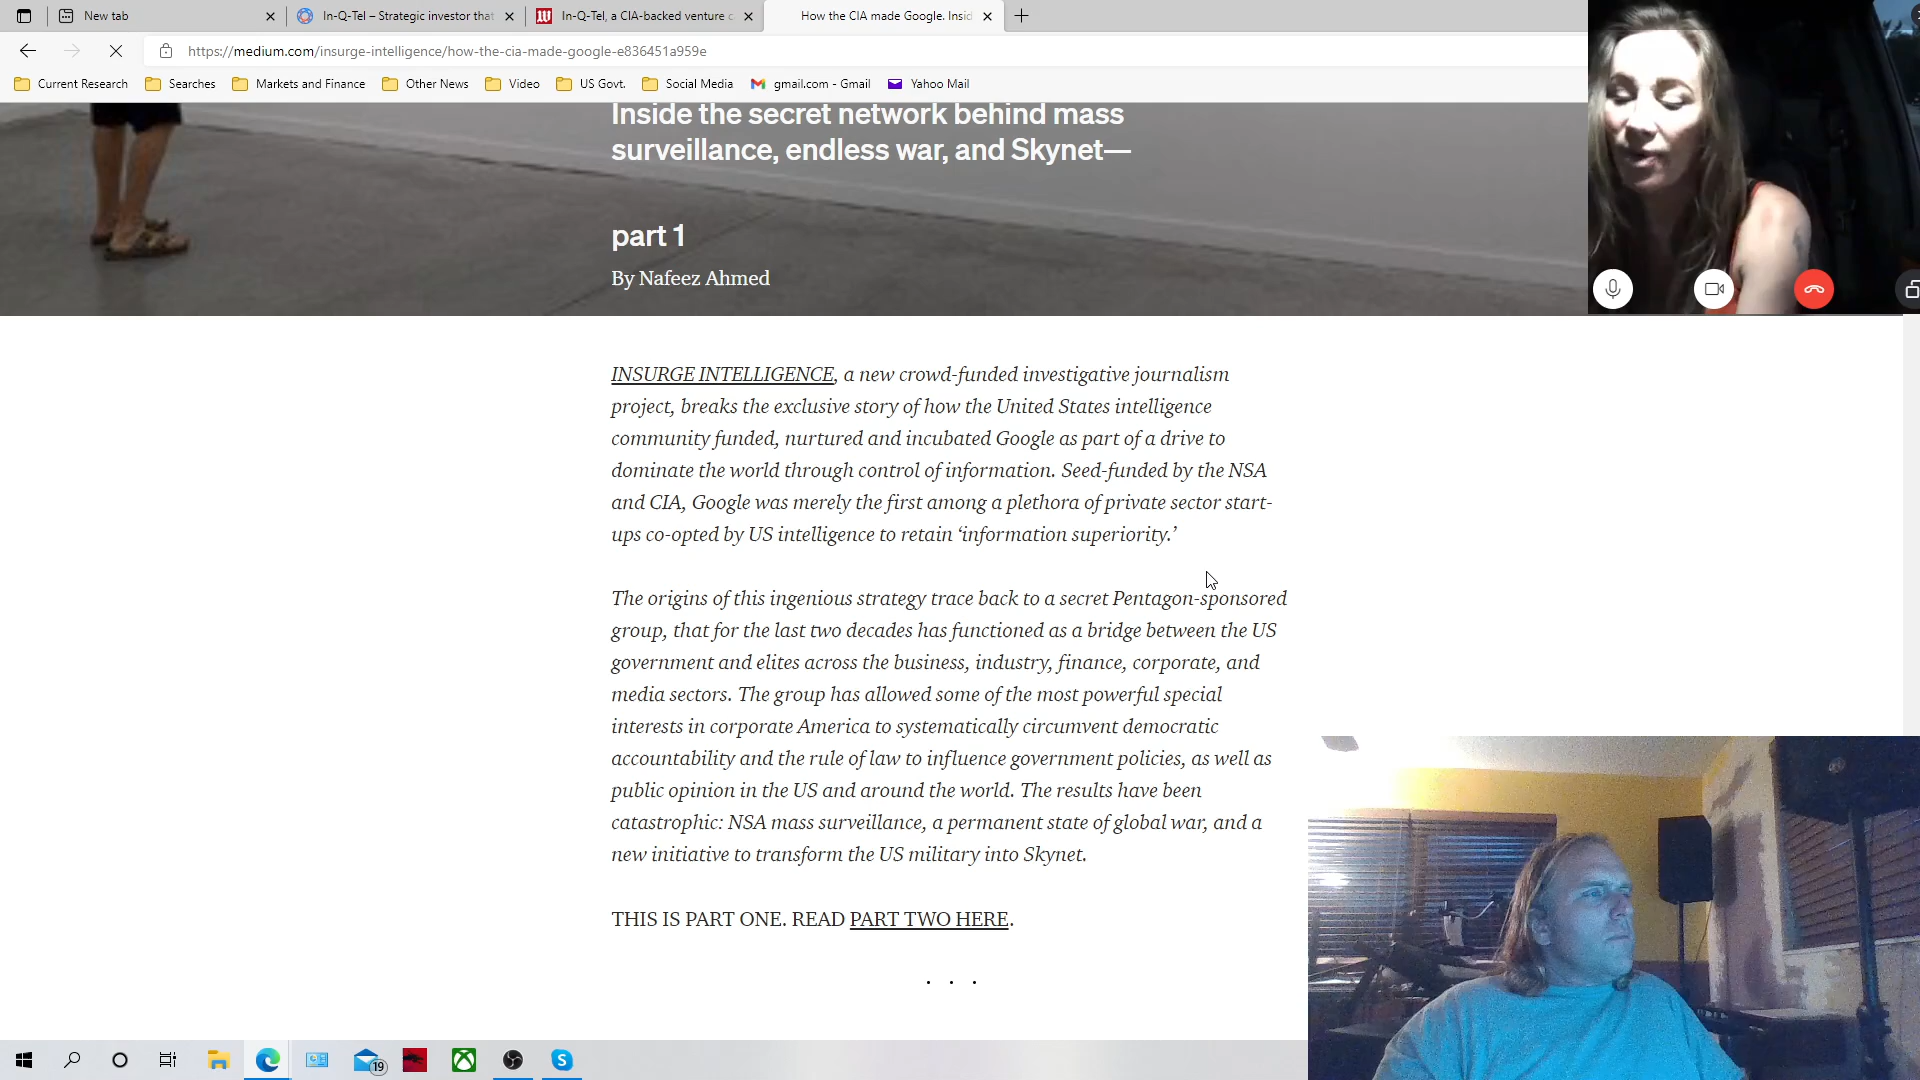 New tab
In-Q-Tel – Strategic investor that
In-Q-Tel, a CIA-backed venture c
How the CIA made Google. Insid
https://medium.com/insurge-intelligence/how-the-cia-made-google-e836451a959e
Current Research
Searches
Markets and Finance
Other News
Video
US Govt.
Social Media
gmail.com - Gmail
Yahoo Mail
Inside the secret network behind mass
surveillance, endless war, and Skynet—
part 1
By Nafeez Ahmed
INSURGE INTELLIGENCE, a new crowd-funded investigative journalism
project, breaks the exclusive story of how the United States intelligence
community funded, nurtured and incubated Google as part of a drive to
dominate the world through control of information. Seed-funded by the NSA
and CIA, Google was merely the first among a plethora of private sector start-
ups co-opted by US intelligence to retain ‘information superiority.’
The origins of this ingenious strategy trace back to a secret Pentagon-sponsored
group, that for the last two decades has functioned as a bridge between the US
government and elites across the business, industry, finance, corporate, and
media sectors. The group has allowed some of the most powerful special
interests in corporate America to systematically circumvent democratic
accountability and the rule of law to influence government policies, as well as
public opinion in the US and around the world. The results have been
catastrophic: NSA mass surveillance, a permanent state of global war, and a
new initiative to transform the US military into Skynet.
THIS IS PART ONE. READ PART TWO HERE.
. . .
19